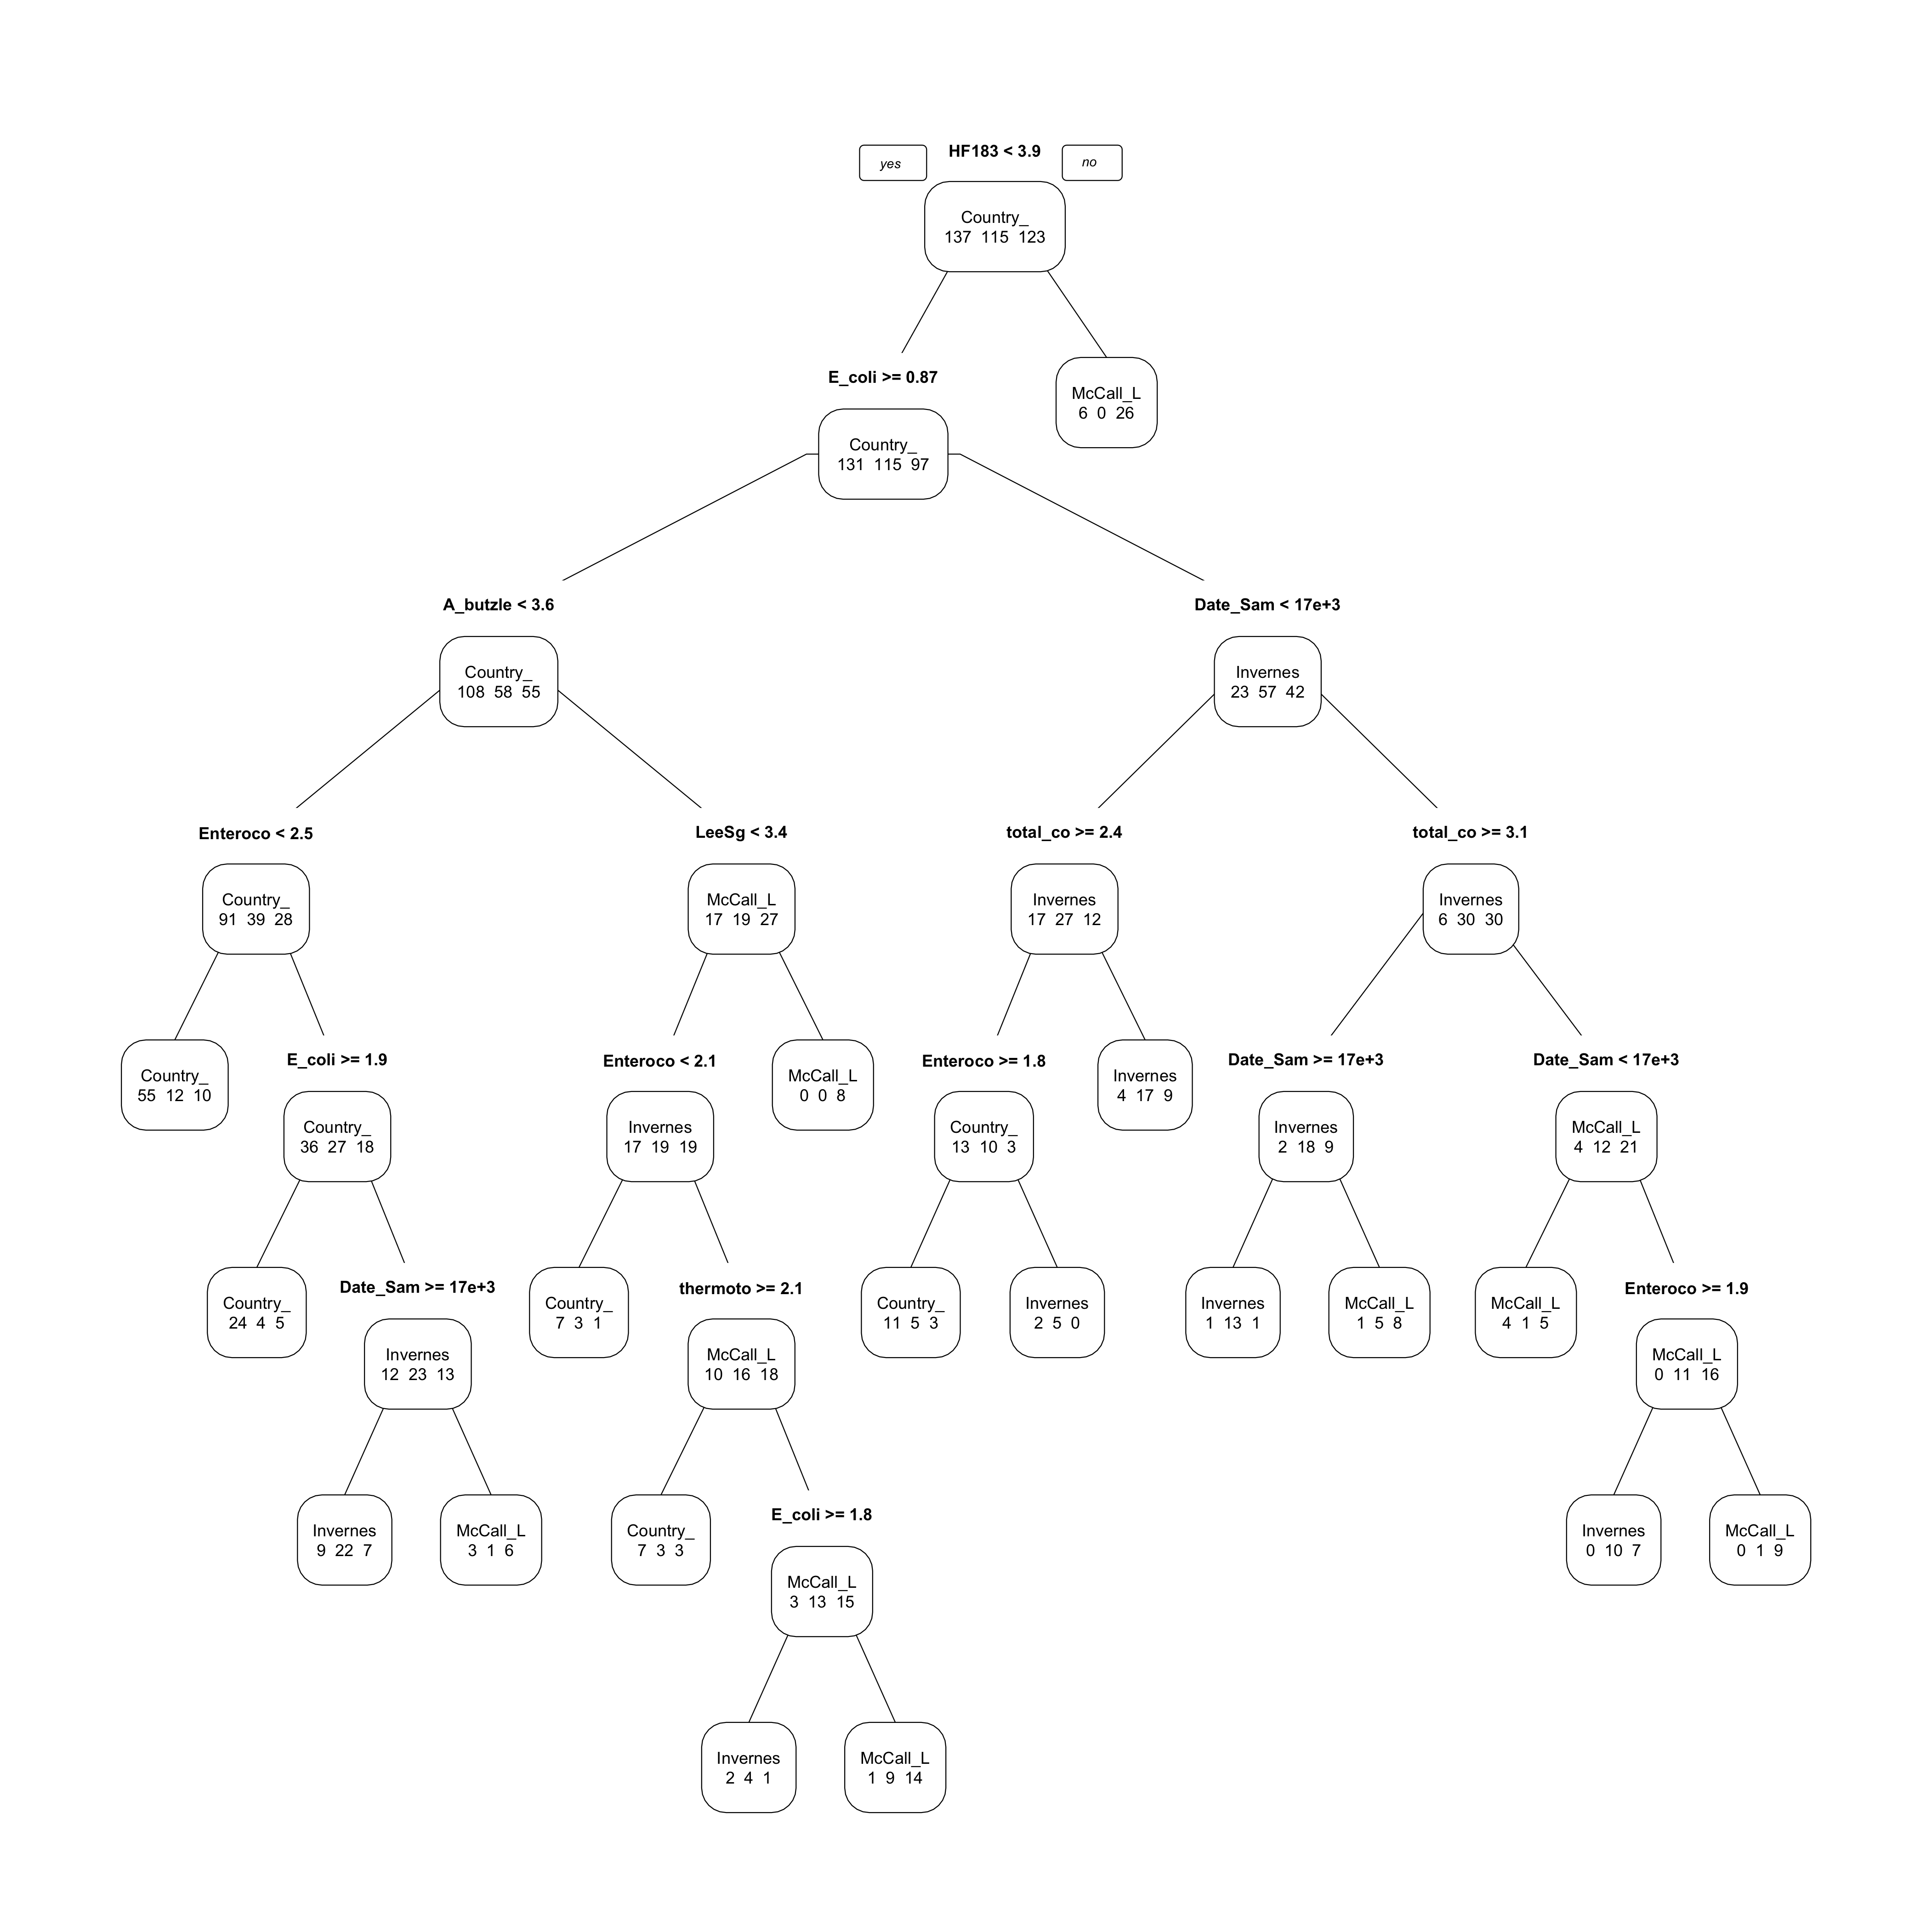 yes
HF183 < 3.9
no
Country_
137 115 123
E_coli >= 0.87
McCall_L
6 0 26
Country_
131 115 97
A_butzle < 3.6
Date_Sam < 17e+3
Country_
108 58 55
Invernes
23 57 42
Enteroco < 2.5
LeeSg < 3.4
total_co >= 2.4
total_co >= 3.1
Country_
91 39 28
McCall_L
17 19 27
Invernes
17 27 12
Invernes
6 30 30
Country_
55 12 10
E_coli >= 1.9
Enteroco < 2.1
McCall_L
0 0 8
Enteroco >= 1.8
Invernes
4 17 9
Date_Sam >= 17e+3
Date_Sam < 17e+3
Country_
36 27 18
Invernes
17 19 19
Country_
13 10 3
Invernes
2 18 9
McCall_L
4 12 21
Country_
24 4 5
Date_Sam >= 17e+3
Country_
7 3 1
thermoto >= 2.1
Country_
11 5 3
Invernes
2 5 0
Invernes
1 13 1
McCall_L
1 5 8
McCall_L
4 1 5
Enteroco >= 1.9
Invernes
12 23 13
McCall_L
10 16 18
McCall_L
0 11 16
Invernes
9 22 7
McCall_L
3 1 6
Country_
7 3 3
E_coli >= 1.8
Invernes
0 10 7
McCall_L
0 1 9
McCall_L
3 13 15
Invernes
2 4 1
McCall_L
1 9 14